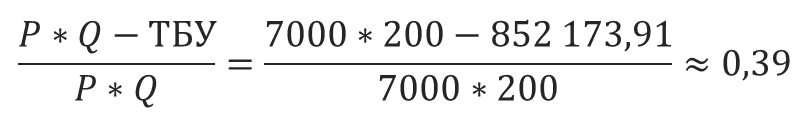 P * Q − ТБУ / P * Q = 7000 * 200 − 852 173,91 / 7000 * 200 ≈ 0,39